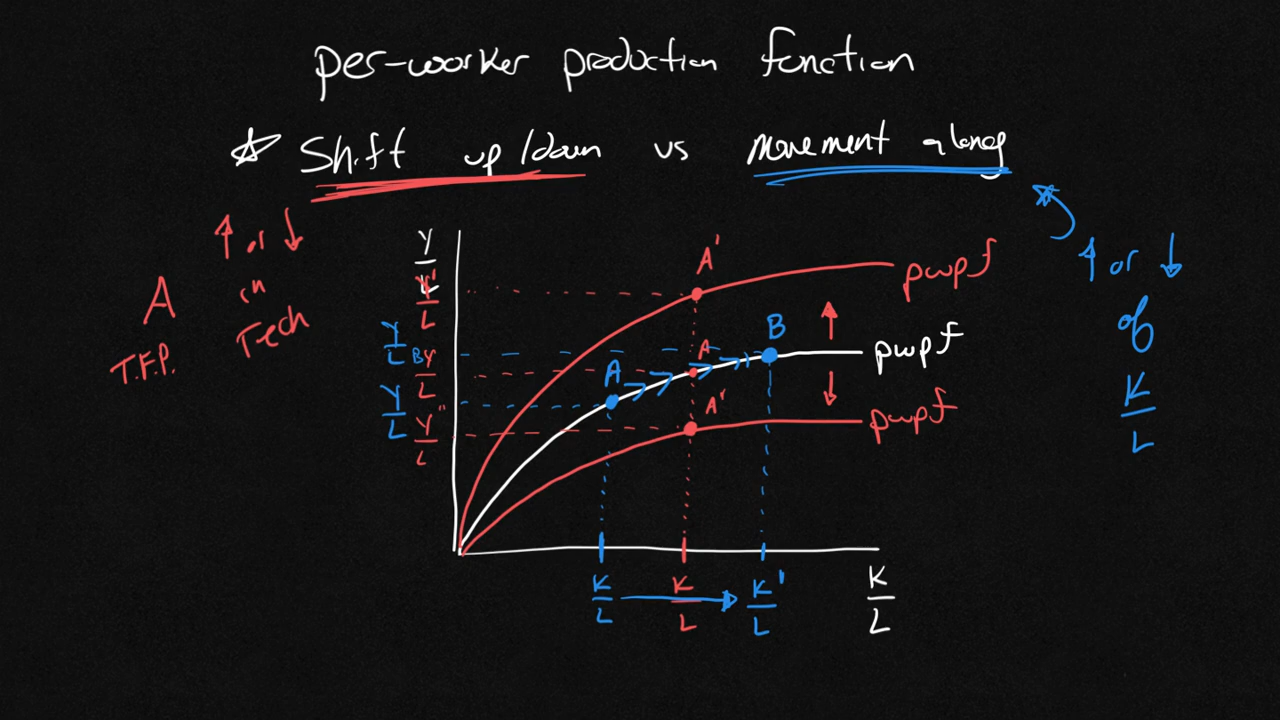 per-worker production function
☆ Shift up/down vs movement along
↑ or ↓
in
Tech
A
T.F.P.
↑ or ↓
of
K
L
Y
L
Y'
L
Y
L B
Y
L
Y
L
Y"
L
A'
A
B
A
A'
pwpf
pwpf
pwpf
K
L
K
L
K'
L
K
L